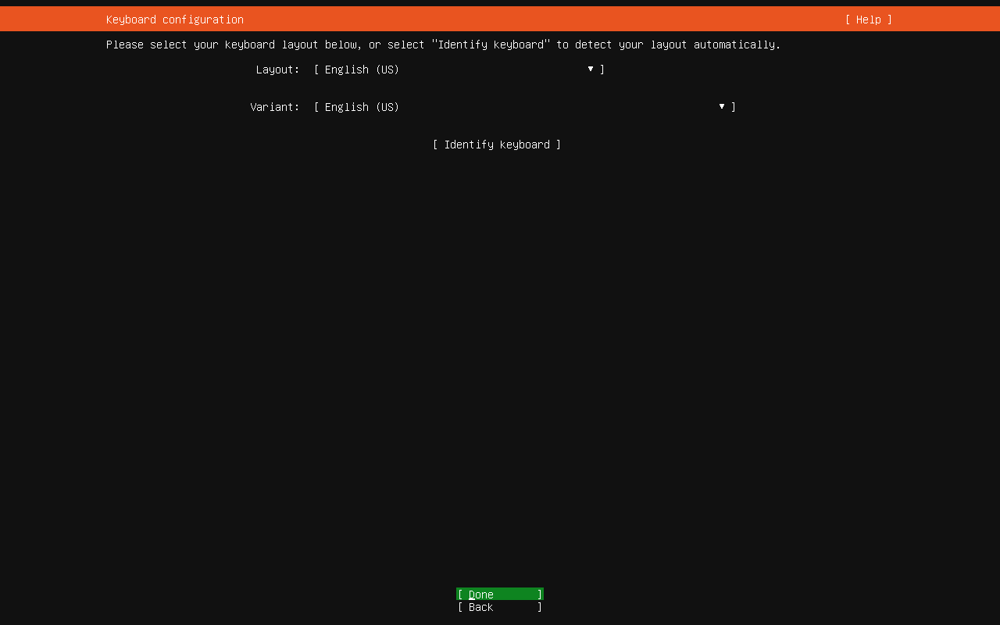 Keyboard configuration [ Help ]
Please select your keyboard layout below, or select "Identify keyboard" to detect your layout automatically.
Layout: [ English (US) ▾ ]
Variant: [ English (US) ▾ ]
[ Identify keyboard ]
[ Done ]
[ Back ]